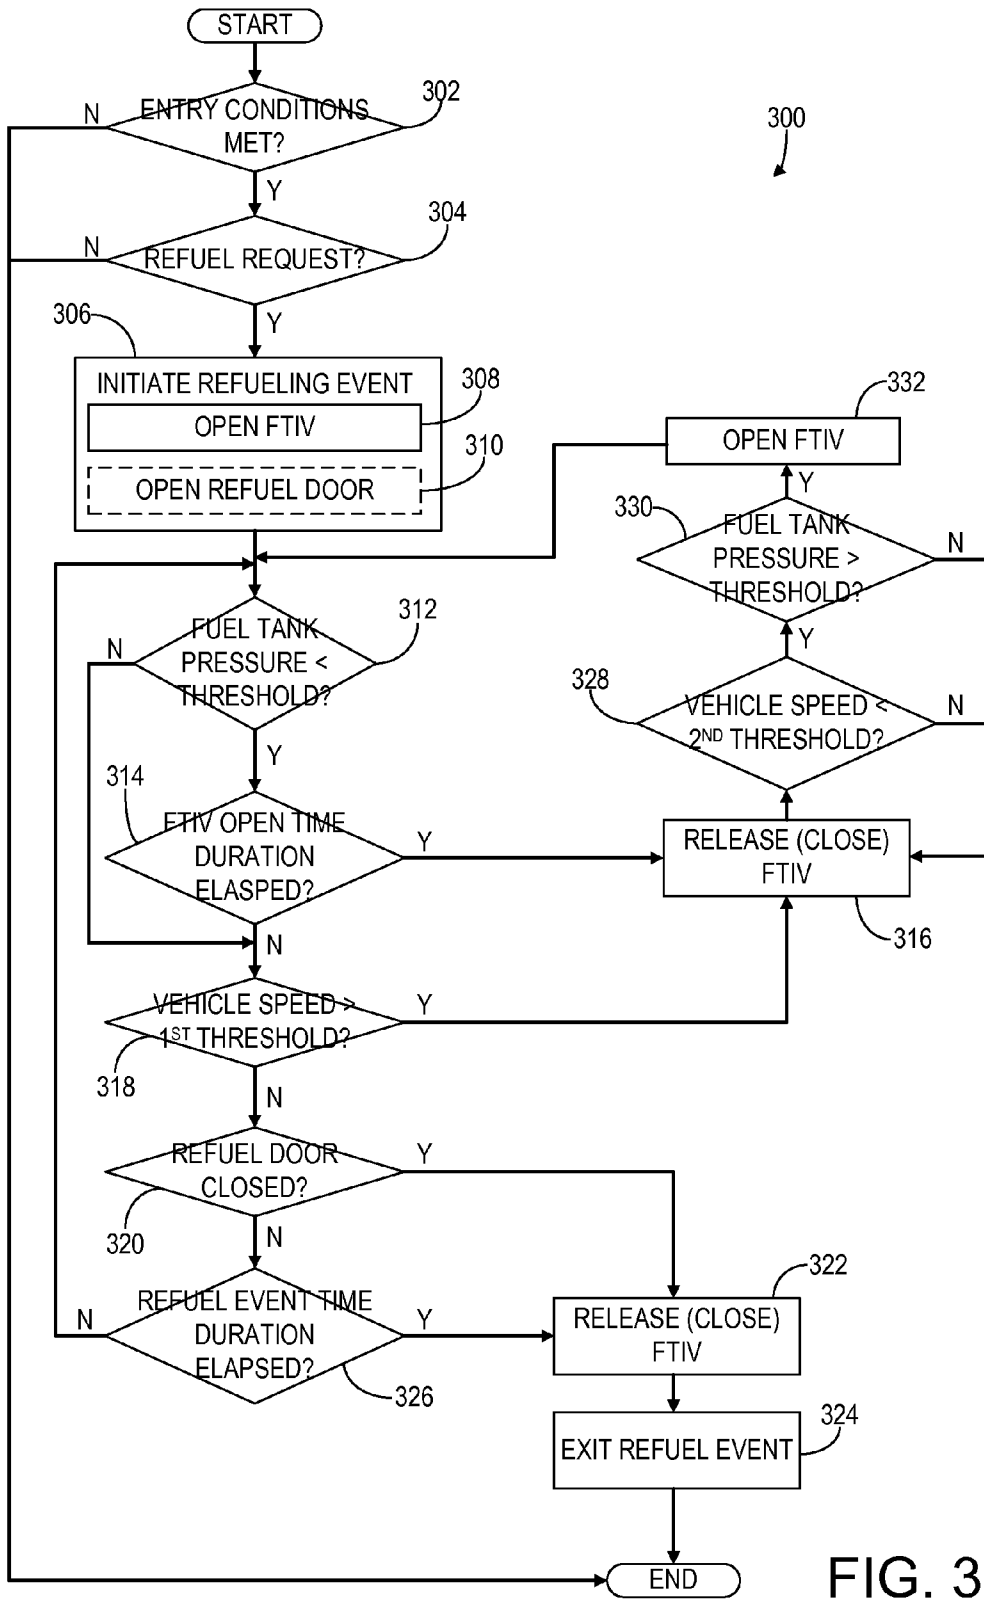 START
ENTRY CONDITIONS
MET?
302
N
Y
300
REFUEL REQUEST?
304
N
Y
306
INITIATE REFUELING EVENT
OPEN FTIV
308
OPEN REFUEL DOOR
310
332
OPEN FTIV
Y
330
FUEL TANK
PRESSURE >
THRESHOLD?
N
Y
328
VEHICLE SPEED <
2ND THRESHOLD?
N
FUEL TANK
PRESSURE <
THRESHOLD?
312
N
Y
314
FTIV OPEN TIME
DURATION
ELASPED?
Y
N
RELEASE (CLOSE)
FTIV
316
VEHICLE SPEED >
1ST THRESHOLD?
318
Y
N
REFUEL DOOR
CLOSED?
320
Y
N
REFUEL EVENT TIME
DURATION
ELAPSED?
326
N
Y
322
RELEASE (CLOSE)
FTIV
324
EXIT REFUEL EVENT
END
FIG. 3